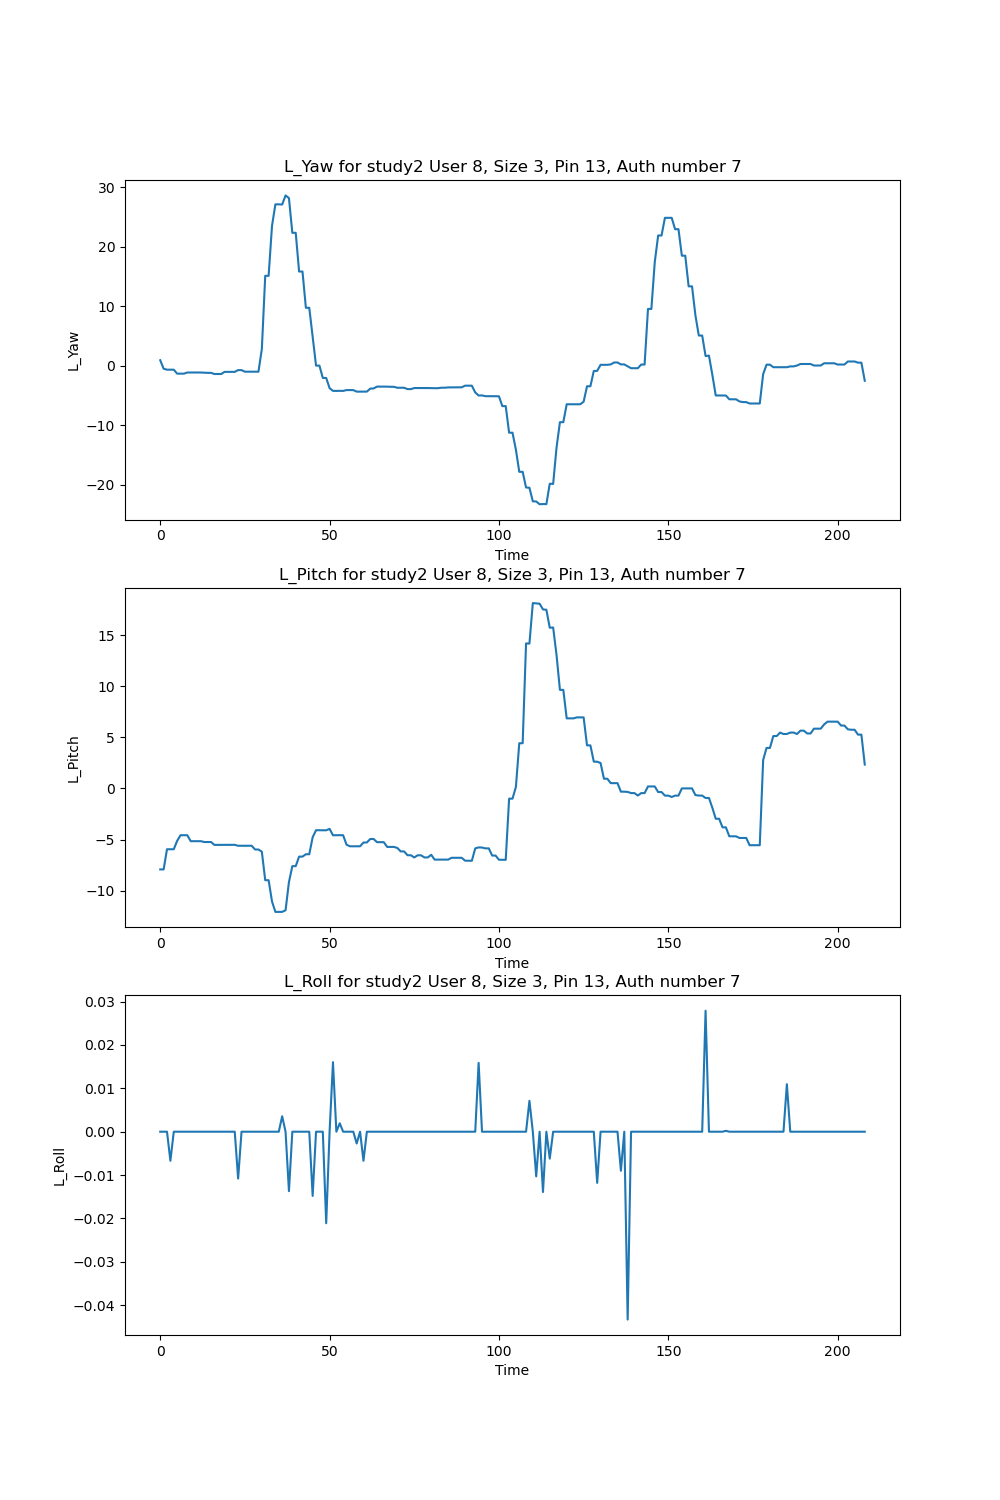 L_Yaw for study2 User 8, Size 3, Pin 13, Auth number 7
30
20
10
0
−10
−20
L_Yaw
0 50 100 150 200
Time
L_Pitch for study2 User 8, Size 3, Pin 13, Auth number 7
15
10
5
0
−5
−10
L_Pitch
0 50 100 150 200
Time
L_Roll for study2 User 8, Size 3, Pin 13, Auth number 7
0.03
0.02
0.01
0.00
−0.01
−0.02
−0.03
−0.04
L_Roll
0 50 100 150 200
Time